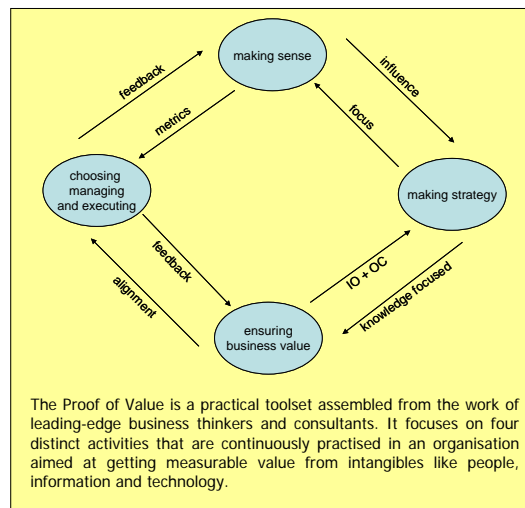 making sense
feedback
influence
metrics
focus
choosing
managing
and executing
making strategy
feedback
alignment
IO + OC
knowledge focused
ensuring
business value
The Proof of Value is a practical toolset assembled from the work of
leading-edge business thinkers and consultants. It focuses on four
distinct activities that are continuously practised in an organisation
aimed at getting measurable value from intangibles like people,
information and technology.